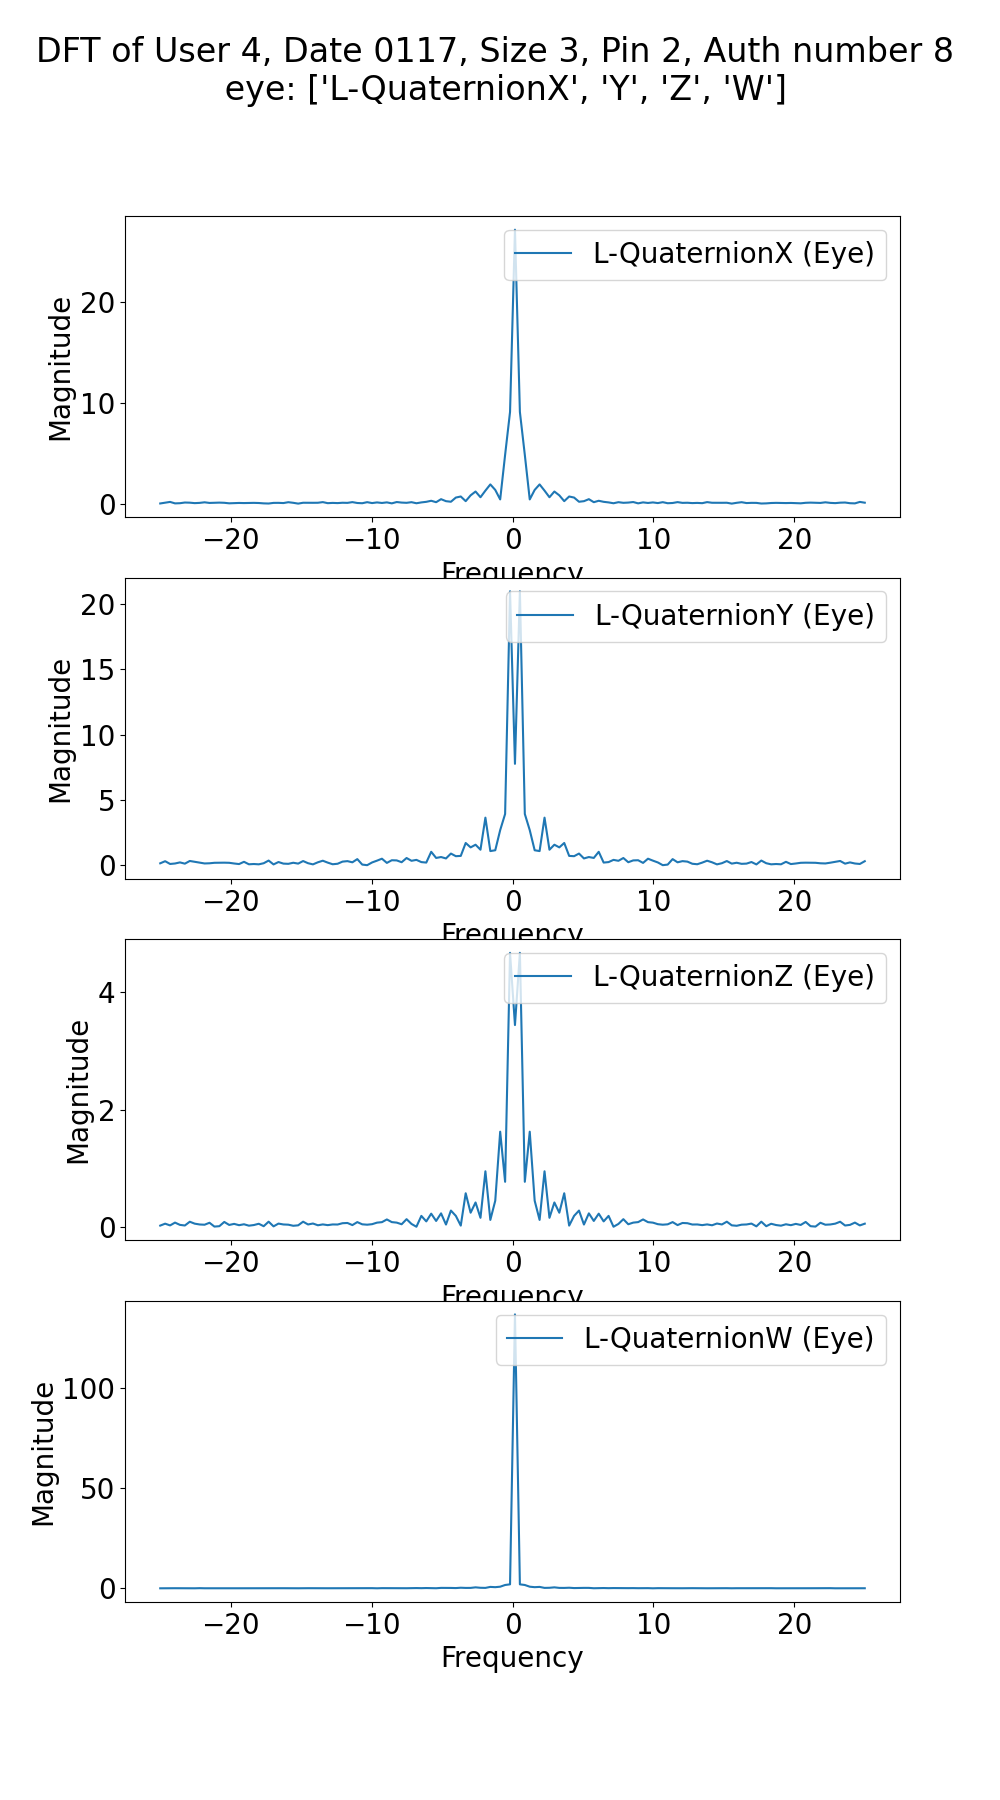 DFT of User 4, Date 0117, Size 3, Pin 2, Auth number 8
eye: ['L-QuaternionX', 'Y', 'Z', 'W']
L-QuaternionX (Eye)
Magnitude
20
10
0
−20 −10 0 10 20
Frequency
L-QuaternionY (Eye)
Magnitude
20
15
10
5
0
−20 −10 0 10 20
Frequency
L-QuaternionZ (Eye)
Magnitude
4
2
0
−20 −10 0 10 20
Frequency
L-QuaternionW (Eye)
Magnitude
100
50
0
−20 −10 0 10 20
Frequency